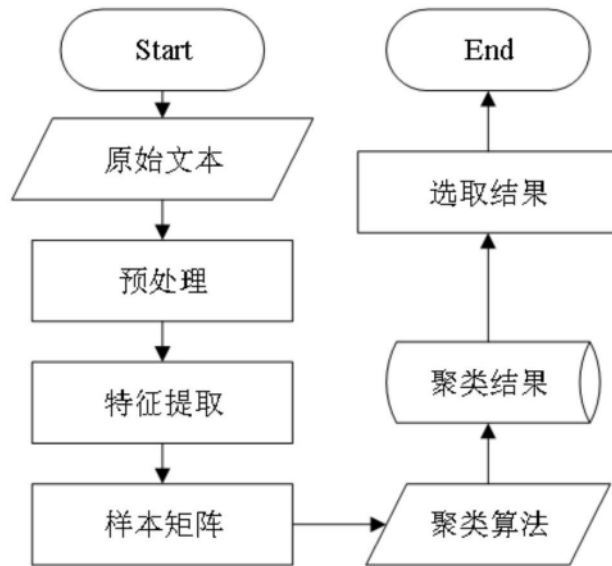 Start
原始文本
预处理
特征提取
样本矩阵
聚类算法
聚类结果
选取结果
End